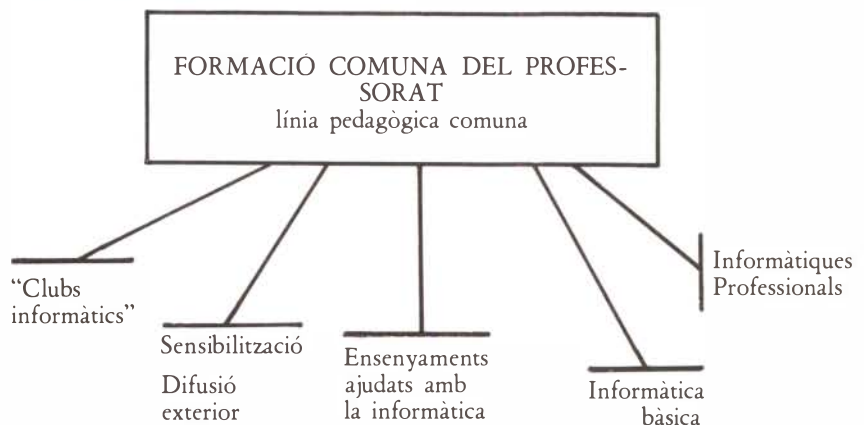 FORMACIÓ COMUNA DEL PROFES-
SORAT
línia pedagògica comuna
“Clubs
informàtics”
Sensibilització
Difusió
exterior
Ensenyaments
ajudats amb
la informàtica
Informàtica
bàsica
Informàtiques
Professionals